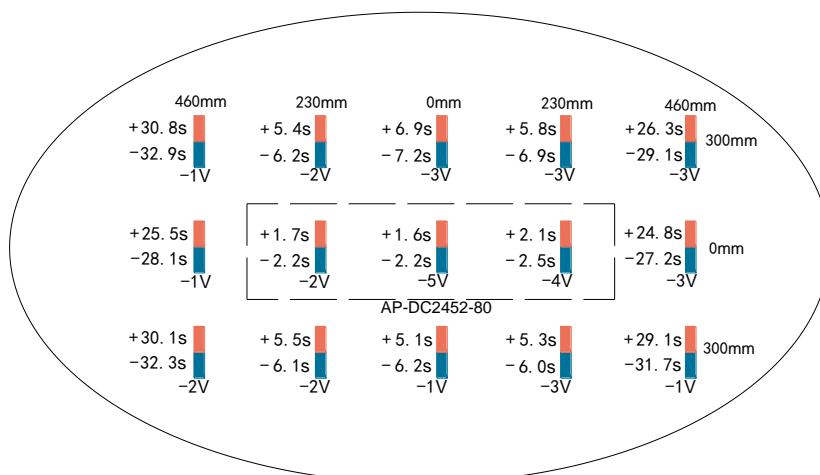 460mm 230mm 0mm 230mm 460mm
+30.8s +5.4s +6.9s +5.8s +26.3s 300mm
-32.9s -6.2s -7.2s -6.9s -29.1s
-1V -2V -3V -3V -3V
+25.5s +1.7s +1.6s +2.1s +24.8s 0mm
-28.1s -2.2s -2.2s -2.5s -27.2s
-1V -2V -5V -4V -3V
AP-DC2452-80
+30.1s +5.5s +5.1s +5.3s +29.1s 300mm
-32.3s -6.1s -6.2s -6.0s -31.7s
-2V -2V -1V -3V -1V